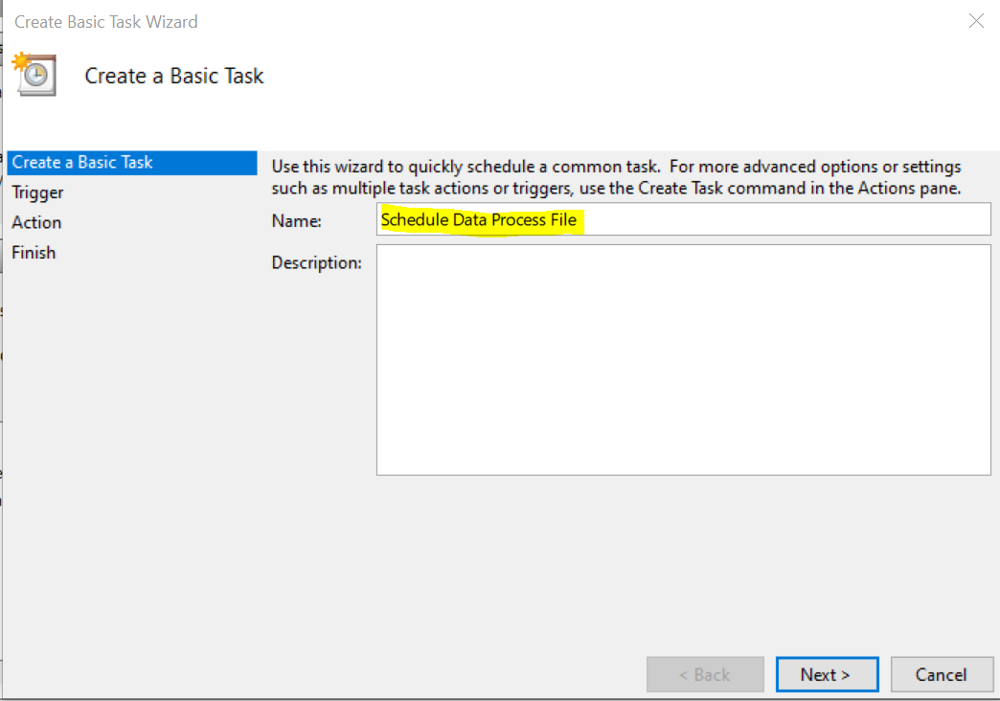 Create Basic Task Wizard
Create a Basic Task
Create a Basic Task
Trigger
Action
Finish
Use this wizard to quickly schedule a common task.  For more advanced options or settings
such as multiple task actions or triggers, use the Create Task command in the Actions pane.
Name:
Schedule Data Process File
Description:
< Back
Next >
Cancel